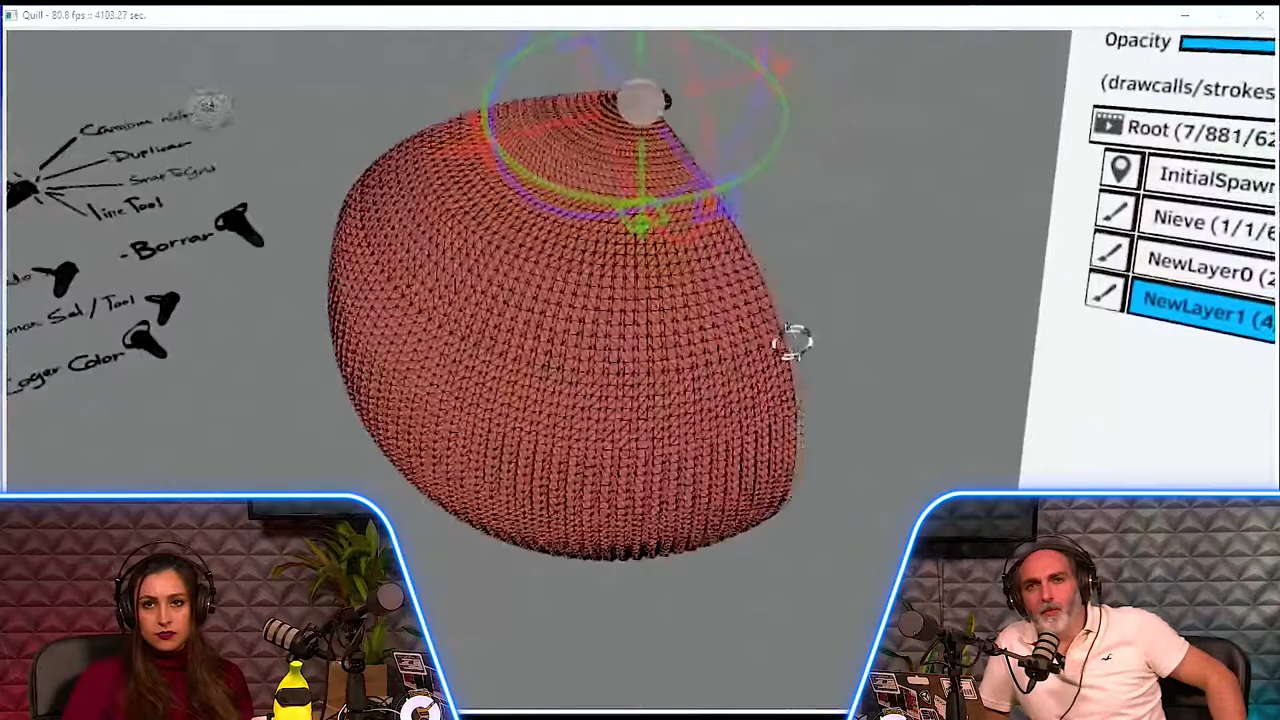 Quill - 80.8 fps :: 4103.27 sec.
Opacity
(drawcalls/strokes
Root (7/881/62
InitialSpawn
Nieve (1/1/6
NewLayer0 (2
NewLayer1 (4
Duplicar
Line Tool
- Borrar
Sel / Tool
Coger Color